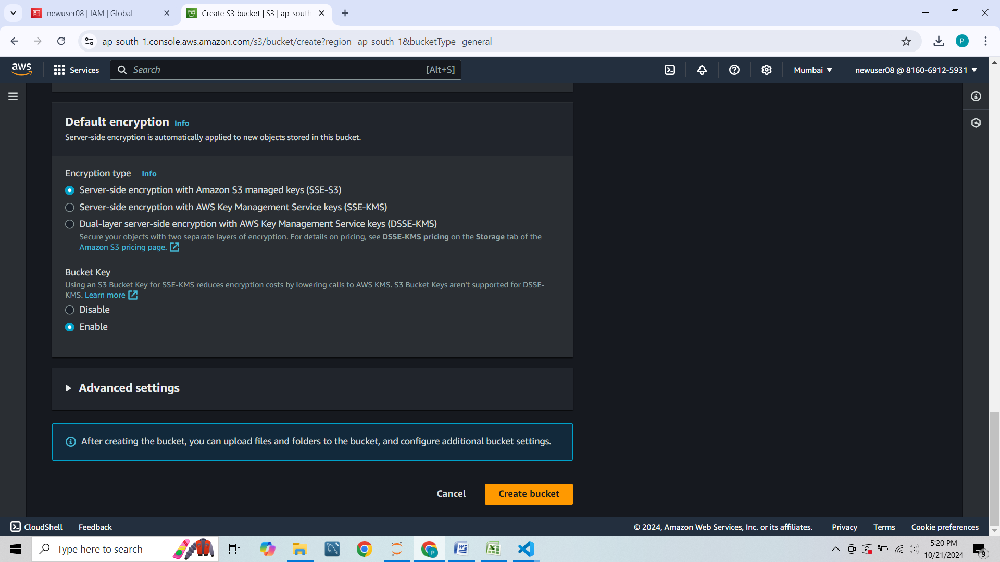 newuser08 | IAM | Global
Create S3 bucket | S3 | ap-south
ap-south-1.console.aws.amazon.com/s3/bucket/create?region=ap-south-1&bucketType=general
P
aws
Services
Search
[Alt+S]
Mumbai
newuser08 @ 8160-6912-5931
Default encryption Info
Server-side encryption is automatically applied to new objects stored in this bucket.
Encryption type Info
Server-side encryption with Amazon S3 managed keys (SSE-S3)
Server-side encryption with AWS Key Management Service keys (SSE-KMS)
Dual-layer server-side encryption with AWS Key Management Service keys (DSSE-KMS)
Secure your objects with two separate layers of encryption. For details on pricing, see DSSE-KMS pricing on the Storage tab of the
Amazon S3 pricing page.
Bucket Key
Using an S3 Bucket Key for SSE-KMS reduces encryption costs by lowering calls to AWS KMS. S3 Bucket Keys aren't supported for DSSE-
KMS. Learn more
Disable
Enable
Advanced settings
After creating the bucket, you can upload files and folders to the bucket, and configure additional bucket settings.
Cancel
Create bucket
CloudShell
Feedback
© 2024, Amazon Web Services, Inc. or its affiliates.
Privacy
Terms
Cookie preferences
Type here to search
P
5:20 PM
10/21/2024
9